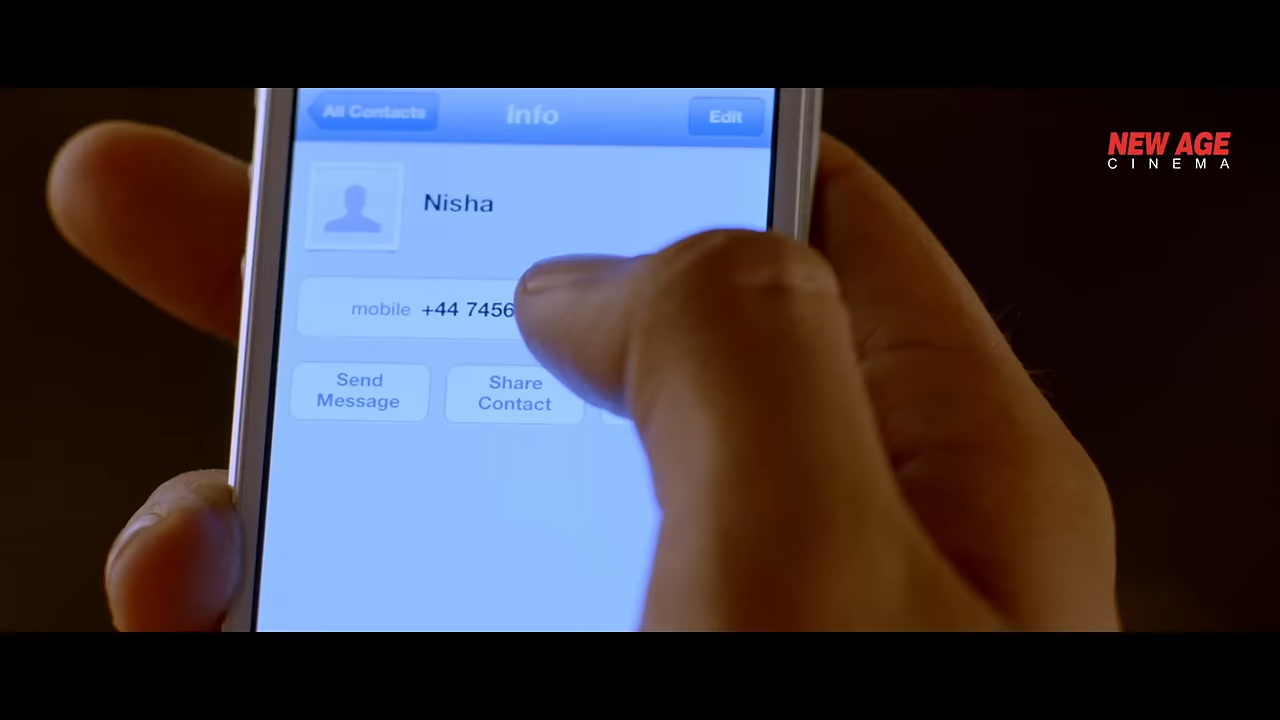 All Contacts
Info
Edit
NEW AGE
CINEMA
Nisha
mobile +44 7456
Send
Message
Share
Contact